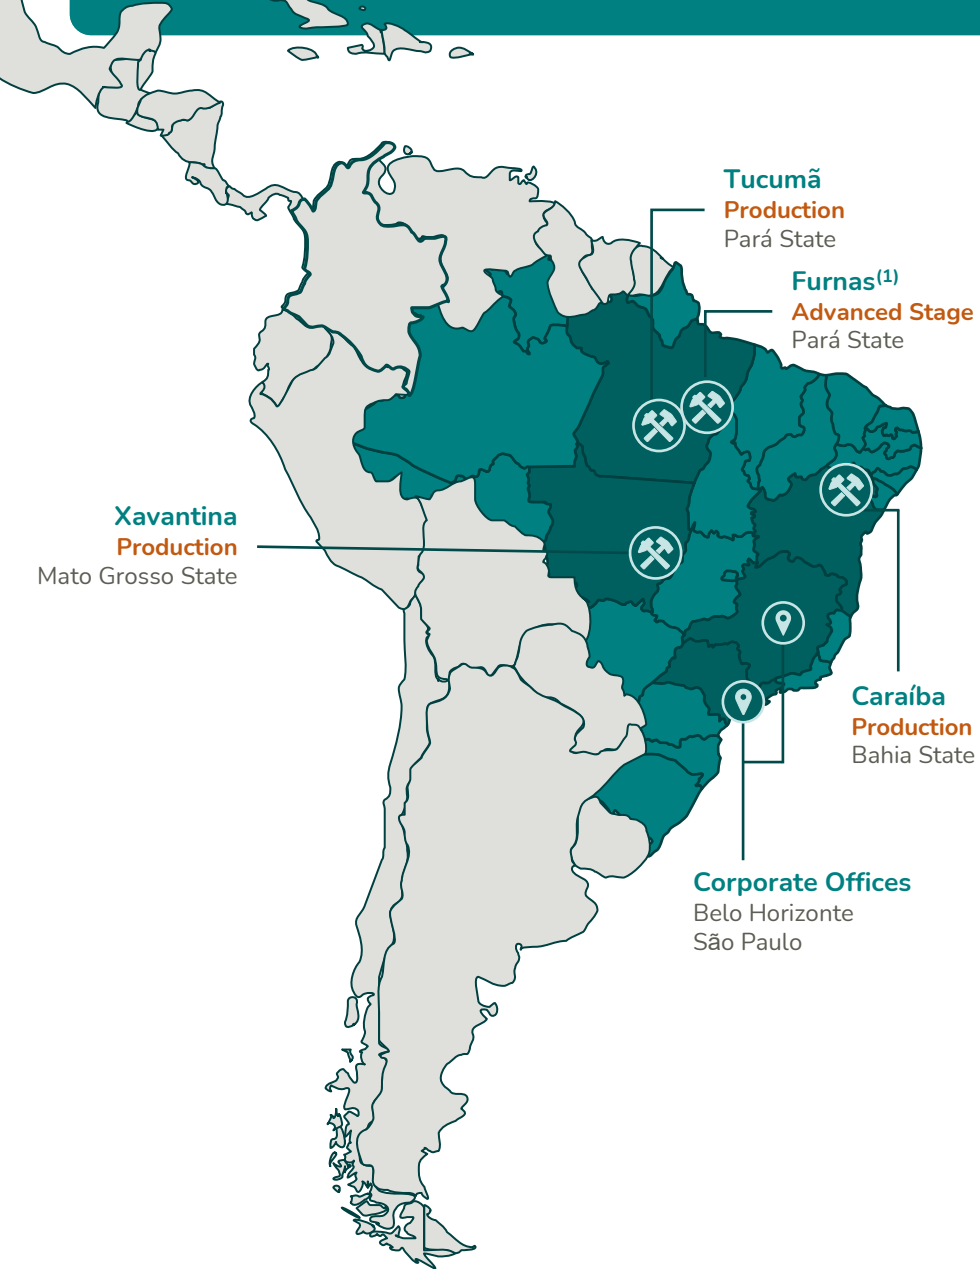 Tucumã
Production
Pará State
Furnas(1)
Advanced Stage
Pará State
Xavantina
Production
Mato Grosso State
Caraíba
Production
Bahia State
Corporate Offices
Belo Horizonte
São Paulo